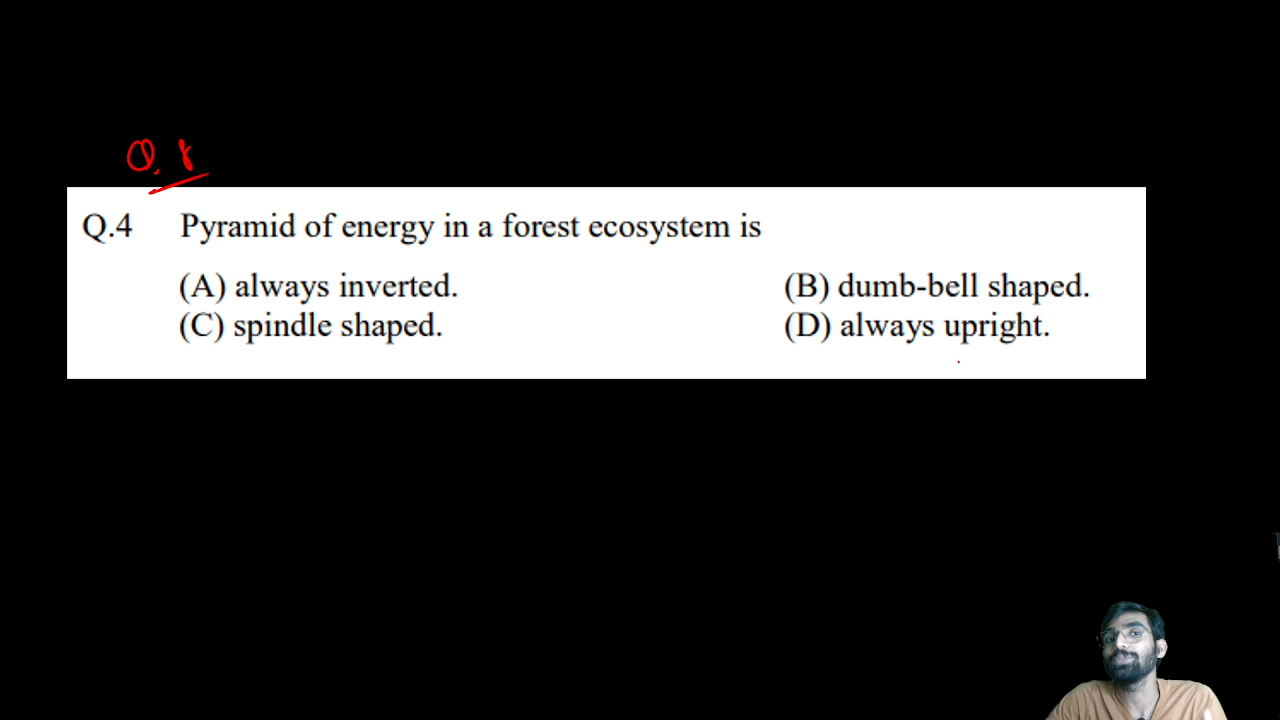 Q.4 Pyramid of energy in a forest ecosystem is
(A) always inverted. (B) dumb-bell shaped.
(C) spindle shaped. (D) always upright.